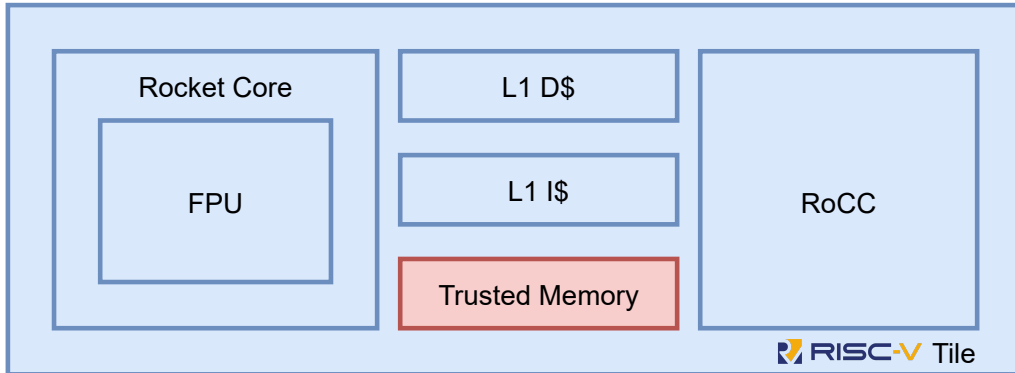 Rocket Core
FPU
L1 D$
L1 I$
Trusted Memory
RoCC
RISC-V Tile